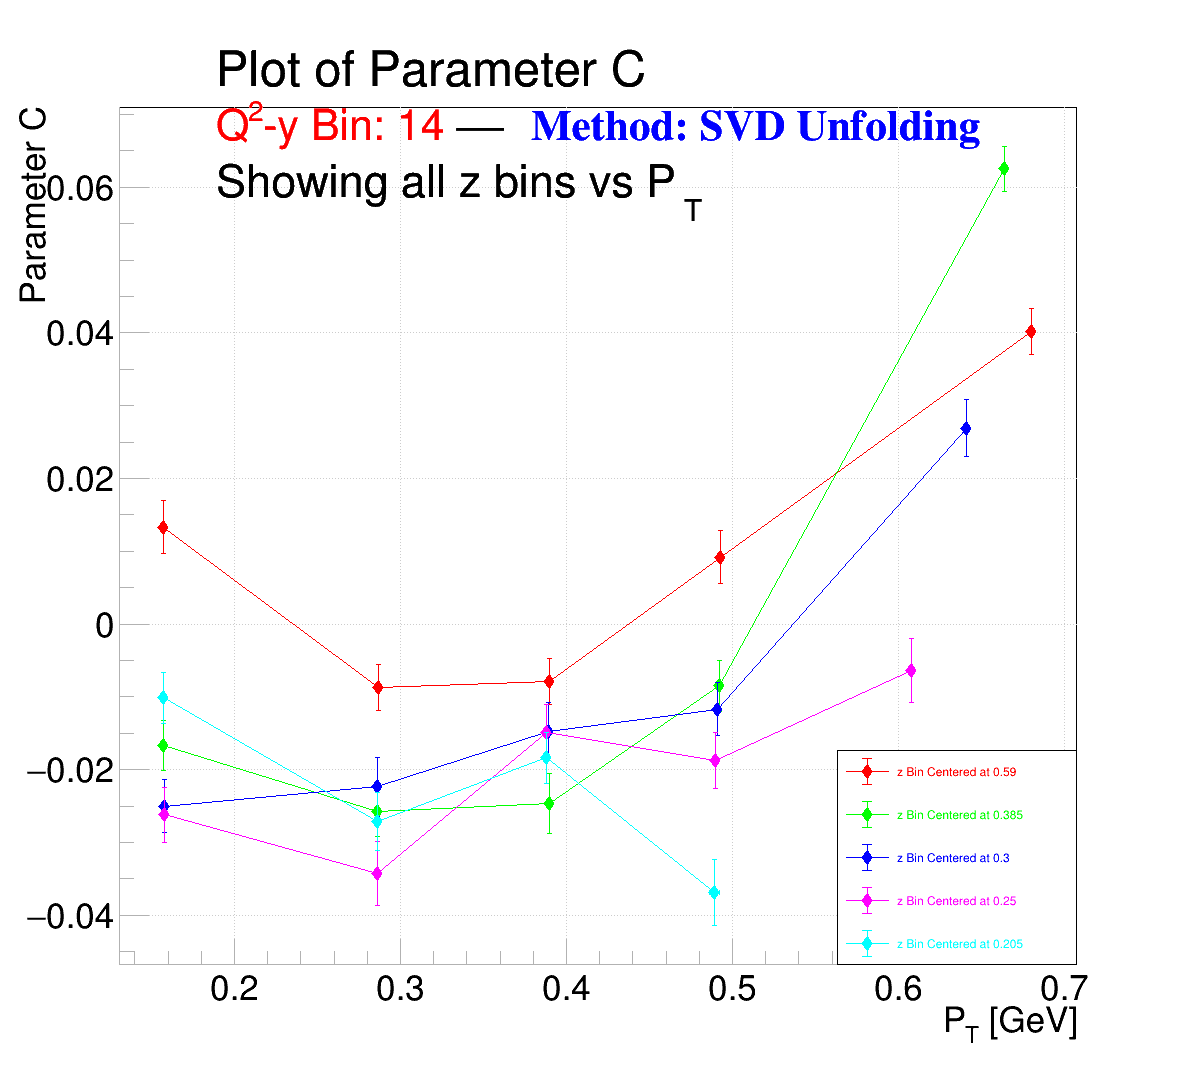 Plot of Parameter C
Q²-y Bin: 14 — Method: SVD Unfolding
Showing all z bins vs P_T
Parameter C
0.06
0.04
0.02
0
−0.02
−0.04
z Bin Centered at 0.59
z Bin Centered at 0.385
z Bin Centered at 0.3
z Bin Centered at 0.25
z Bin Centered at 0.205
0.2 0.3 0.4 0.5 0.6 0.7
P_T [GeV]